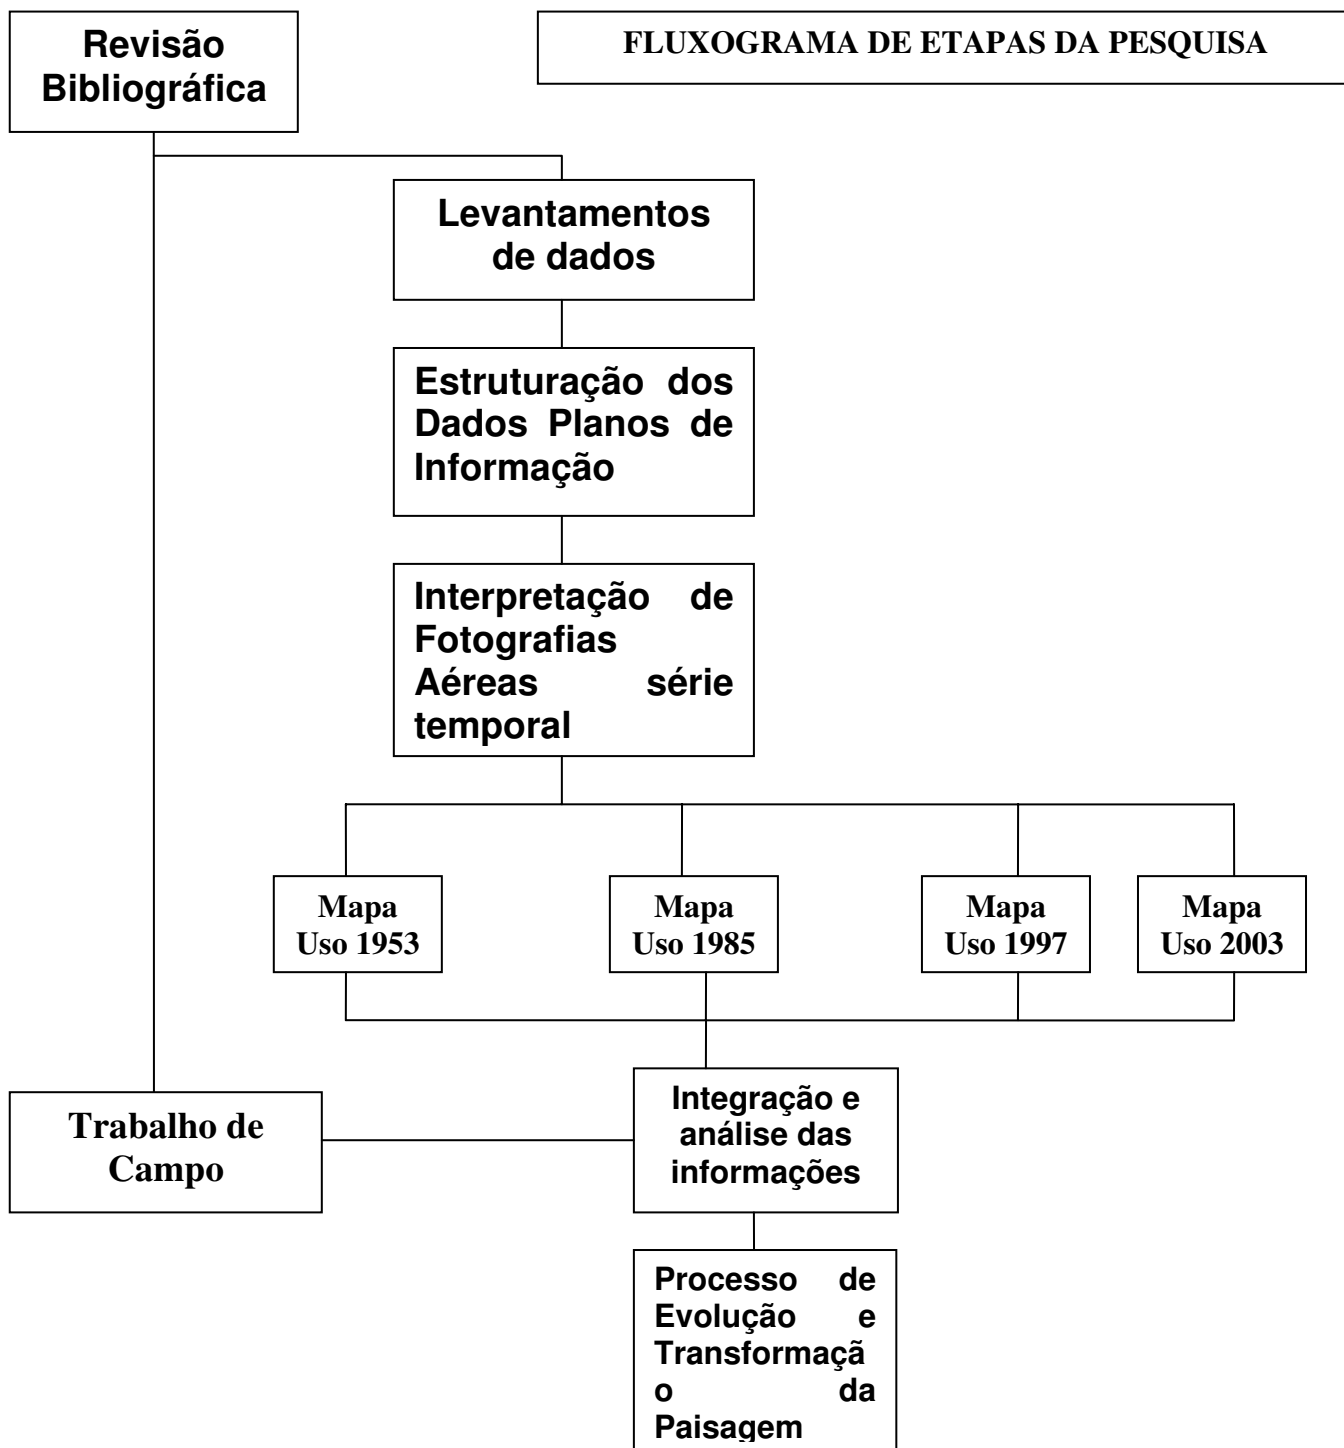 Revisão
Bibliográfica
FLUXOGRAMA DE ETAPAS DA PESQUISA
Levantamentos
de dados
Estruturação dos
Dados Planos de
Informação
Interpretação de
Fotografias
Aéreas série
temporal
Mapa
Uso 1953
Mapa
Uso 1985
Mapa
Uso 1997
Mapa
Uso 2003
Trabalho de
Campo
Integração e
análise das
informações
Processo de
Evolução e
Transformaçã
o da
Paisagem